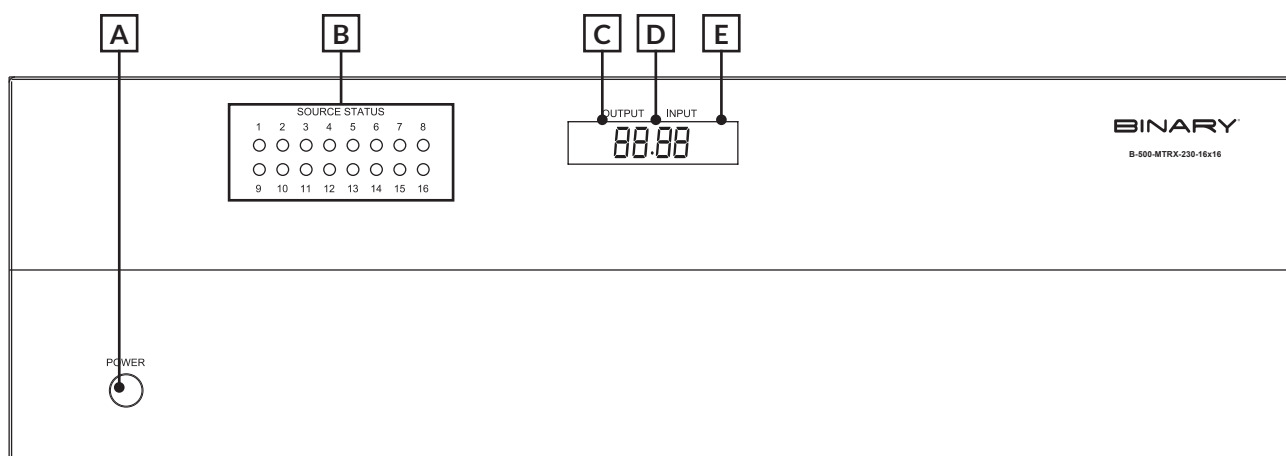 A B C D E
SOURCE STATUS
1 2 3 4 5 6 7 8
9 10 11 12 13 14 15 16
OUTPUT INPUT
88.88
BINARY
B-500-MTRX-230-16x16
POWER